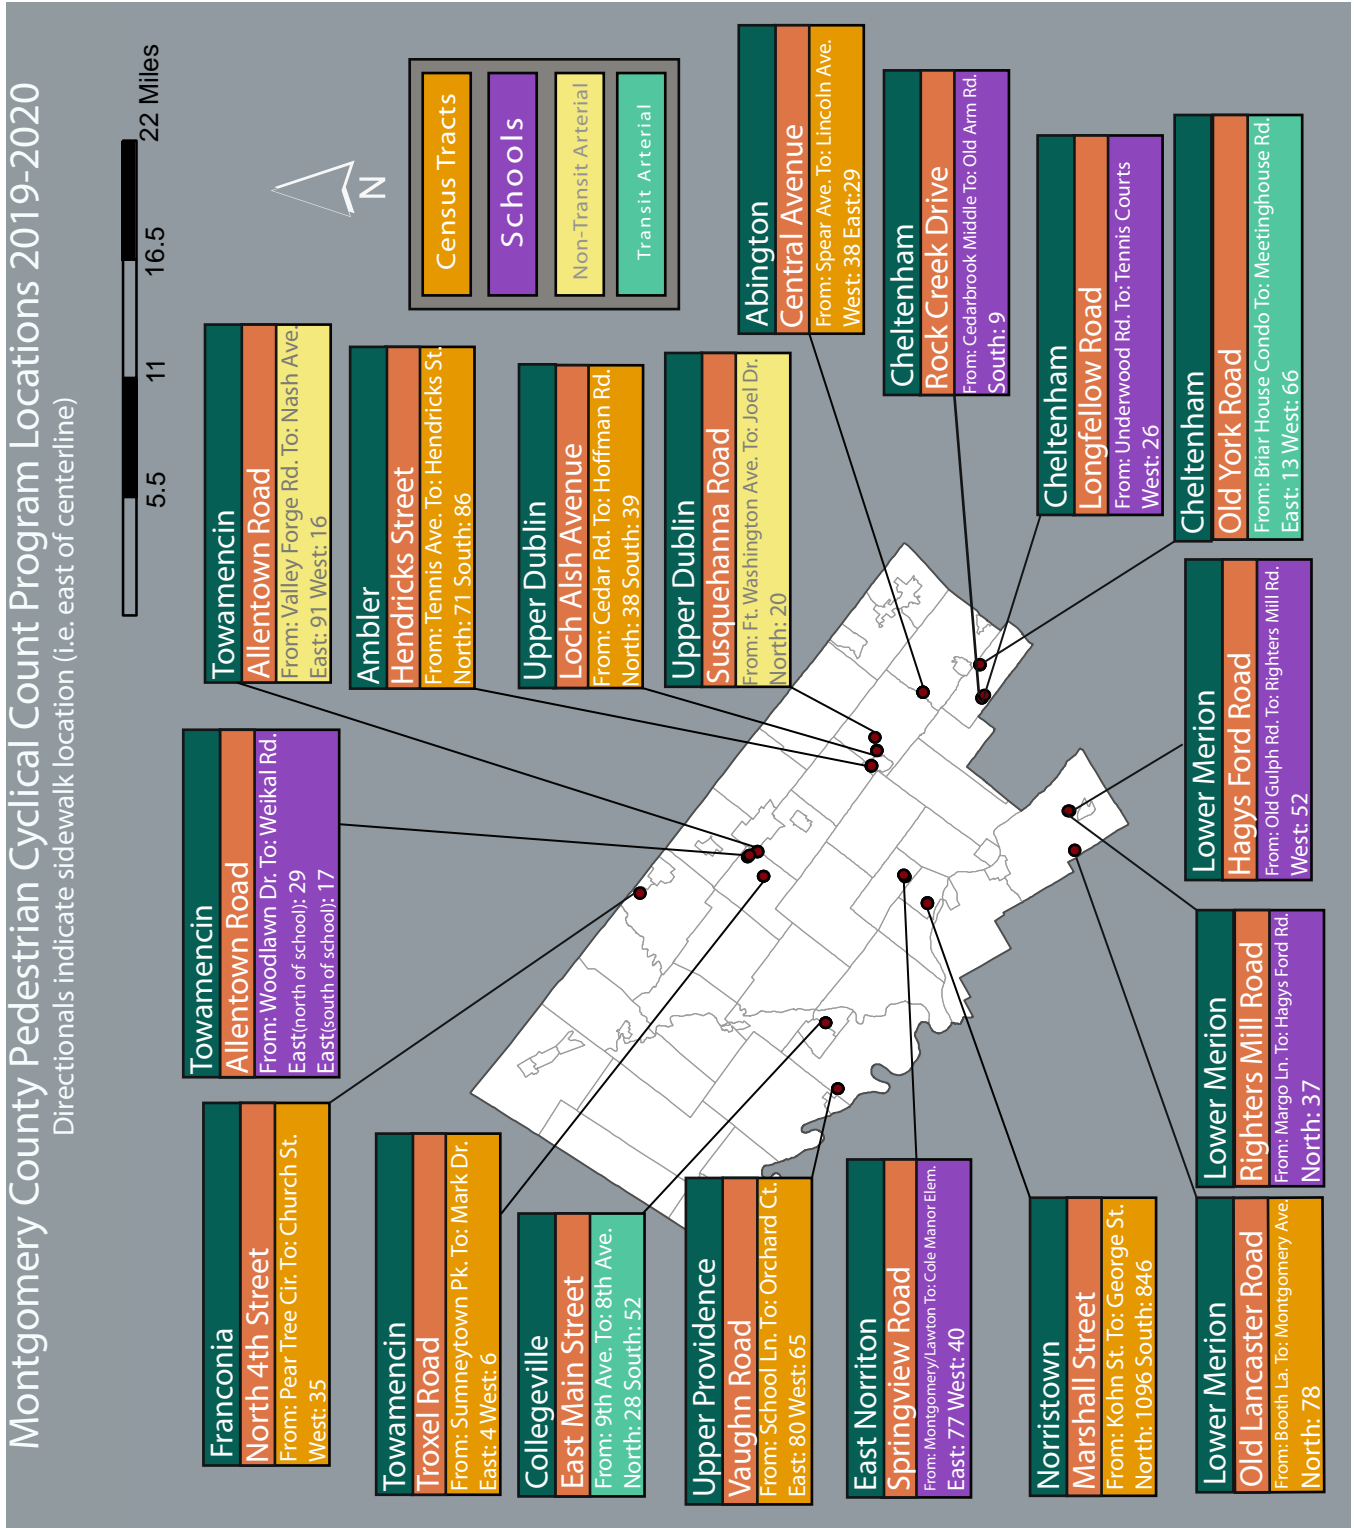 Montgomery County Pedestrian Cyclical Count Program Locations 2019-2020
Directionals indicate sidewalk location (i.e. east of centerline)
5.5
11
16.5
22 Miles
N
Census Tracts
Schools
Non-Transit Arterial
Transit Arterial
Franconia
North 4th Street
From: Pear Tree Cir. To: Church St.
West: 35
Towamencin
Allentown Road
From: Woodlawn Dr. To: Weikal Rd.
East(north of school): 29
East(south of school): 17
Towamencin
Allentown Road
From: Valley Forge Rd. To: Nash Ave.
East: 91 West: 16
Ambler
Hendricks Street
From: Tennis Ave. To: Hendricks St.
North: 71 South: 86
Upper Dublin
Loch Alsh Avenue
From: Cedar Rd. To: Hoffman Rd.
North: 38 South: 39
Upper Dublin
Susquehanna Road
From: Ft. Washington Ave. To: Joel Dr.
North: 20
Abington
Central Avenue
From: Spear Ave. To: Lincoln Ave.
West: 38 East:29
Cheltenham
Rock Creek Drive
From: Cedarbrook Middle To: Old Arm Rd.
South: 9
Cheltenham
Longfellow Road
From: Underwood Rd. To: Tennis Courts
West: 26
Cheltenham
Old York Road
From: Briar House Condo To: Meetinghouse Rd.
East: 13 West: 66
Towamencin
Troxel Road
From: Sumneytown Pk. To: Mark Dr.
East: 4 West: 6
Collegeville
East Main Street
From: 9th Ave. To: 8th Ave.
North: 28 South: 52
Upper Providence
Vaughn Road
From: School Ln. To: Orchard Ct.
East: 80 West: 65
East Norriton
Springview Road
From: Montgomery/Lawton To: Cole Manor Elem.
East: 77 West: 40
Norristown
Marshall Street
From: Kohn St. To: George St.
North: 1096 South: 846
Lower Merion
Old Lancaster Road
From: Booth La. To: Montgomery Ave.
North: 78
Lower Merion
Righters Mill Road
From: Margo Ln. To: Hagys Ford Rd.
North: 37
Lower Merion
Hagys Ford Road
From: Old Gulph Rd. To: Righters Mill Rd.
West: 52